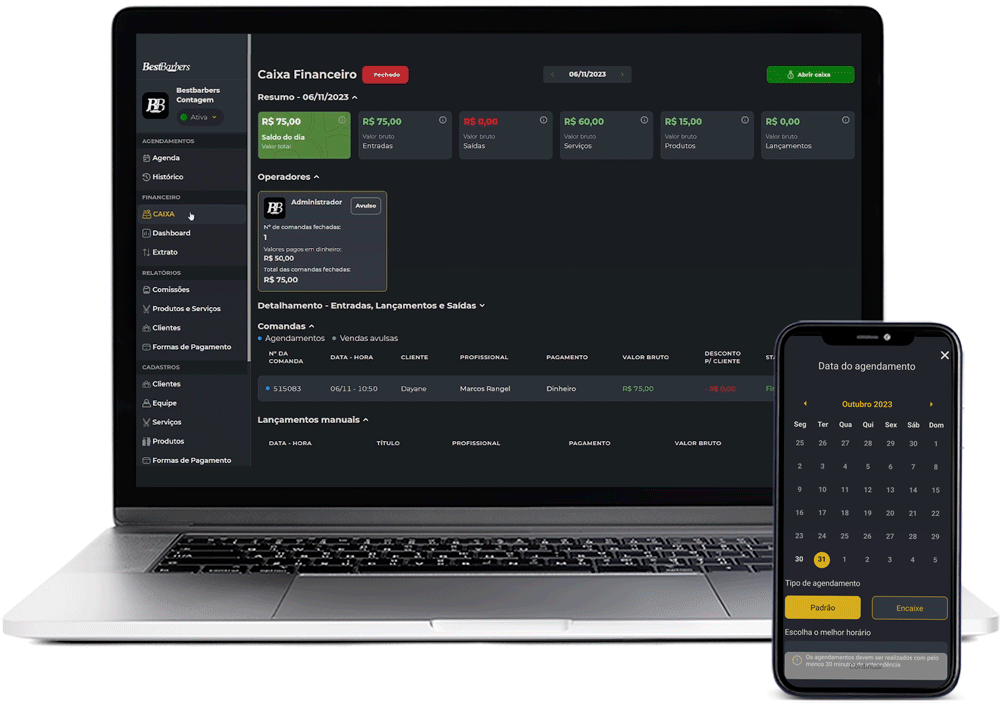 BestBarbers
BB
Bestbarbers
Contagem
Ativa
AGENDAMENTOS
Agenda
Histórico
FINANCEIRO
CAIXA
Dashboard
Extrato
RELATÓRIOS
Comissões
Produtos e Serviços
Clientes
Formas de Pagamento
CADASTROS
Clientes
Equipe
Serviços
Produtos
Formas de Pagamento
Caixa Financeiro
Fechado
06/11/2023
Abrir caixa
Resumo - 06/11/2023
R$ 75,00
Saldo do dia
Valor total
R$ 75,00
Valor bruto
Entradas
R$ 0,00
Valor bruto
Saídas
R$ 60,00
Valor bruto
Serviços
R$ 15,00
Valor bruto
Produtos
R$ 0,00
Valor bruto
Lançamentos
Operadores
BB
Administrador
Avulso
Nº de comandas fechadas:
1
Valores pagos em dinheiro:
R$ 50,00
Total das comandas fechadas:
R$ 75,00
Detalhamento - Entradas, Lançamentos e Saídas
Comandas
Agendamentos Vendas avulsas
Nº DA COMANDA DATA - HORA CLIENTE PROFISSIONAL PAGAMENTO VALOR BRUTO DESCONTO P/ CLIENTE STA
515083 06/11 - 10:50 Dayane Marcos Rangel Dinheiro R$ 75,00 - R$ 0,00 Fin
Lançamentos manuais
DATA - HORA TÍTULO PROFISSIONAL PAGAMENTO VALOR BRUTO
Data do agendamento
Outubro 2023
Seg Ter Qua Qui Sex Sáb Dom
25 26 27 28 29 30 1
2 3 4 5 6 7 8
9 10 11 12 13 14 15
16 17 18 19 20 21 22
23 24 25 26 27 28 29
30 31 1 2 3 4 5
Tipo de agendamento
Padrão Encaixe
Escolha o melhor horário
Os agendamentos devem ser realizados com pelo
menos 30 minutos de antecedência